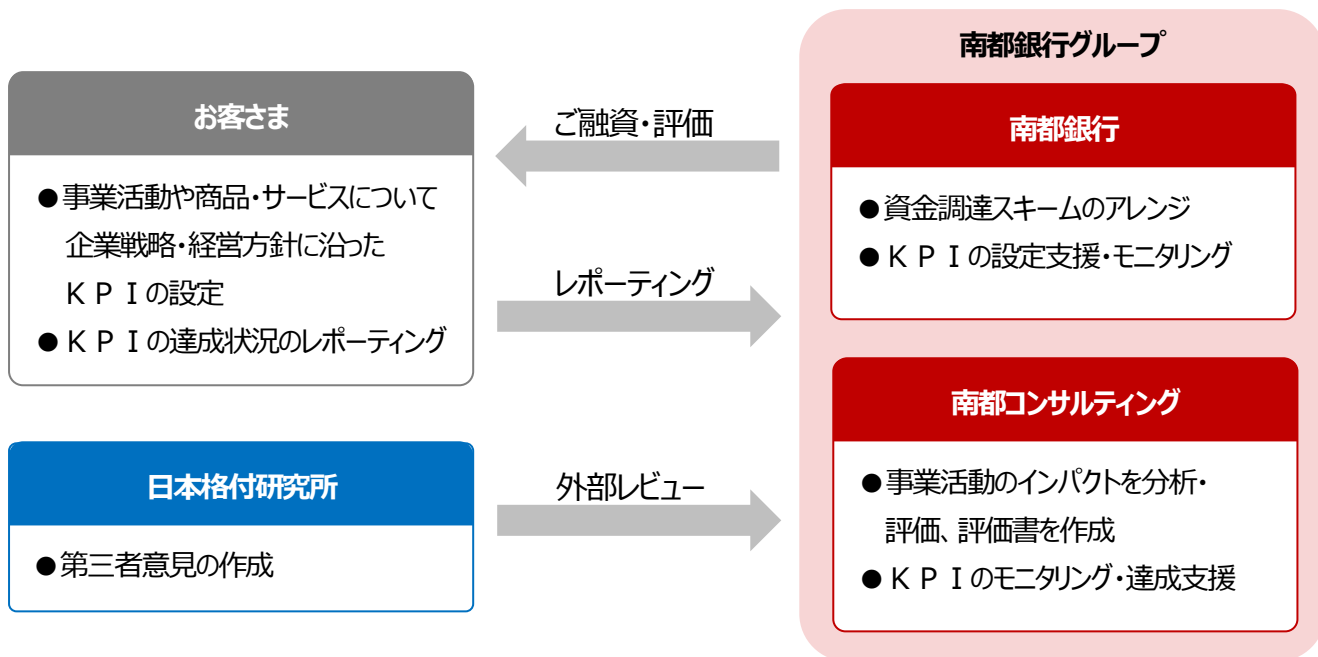 お客さま
●事業活動や商品・サービスについて
企業戦略・経営方針に沿った
ＫＰＩの設定
●ＫＰＩの達成状況のレポーティング
日本格付研究所
●第三者意見の作成
ご融資・評価
レポーティング
外部レビュー
南都銀行グループ
南都銀行
●資金調達スキームのアレンジ
●ＫＰＩの設定支援・モニタリング
南都コンサルティング
●事業活動のインパクトを分析・
評価、評価書を作成
●ＫＰＩのモニタリング・達成支援